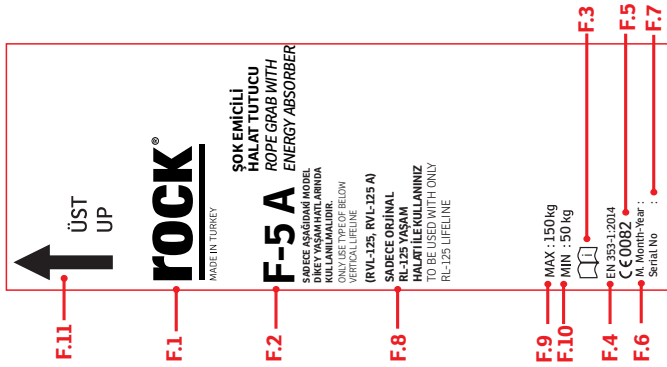 F.11
ÜST
UP
F.1
rocK®
MADE IN TURKEY
F.2
F-5 A
ŞOK EMİCİLİ
HALAT TUTUCU
ROPE GRAB WITH
ENERGY ABSORBER
SADECE AŞAĞIDAKİ MODEL
DİKEY YAŞAM HATLARINDA
KULLANILMALIDIR.
ONLY USE TYPE OF BELOW
VERTICAL LIFELINE
(RVL-125, RVL-125 A)
F.8
SADECE ORJİNAL
RL-125 YAŞAM
HALATI İLE KULLANINIZ
TO BE USED WITH ONLY
RL-125 LIFELINE
F.9
MAX : 150 kg
F.10
MIN : 50 kg
F.3
i
F.4
EN 353-1:2014
CE 0082
F.5
F.6
M. Month-Year :
Serial No :
F.7